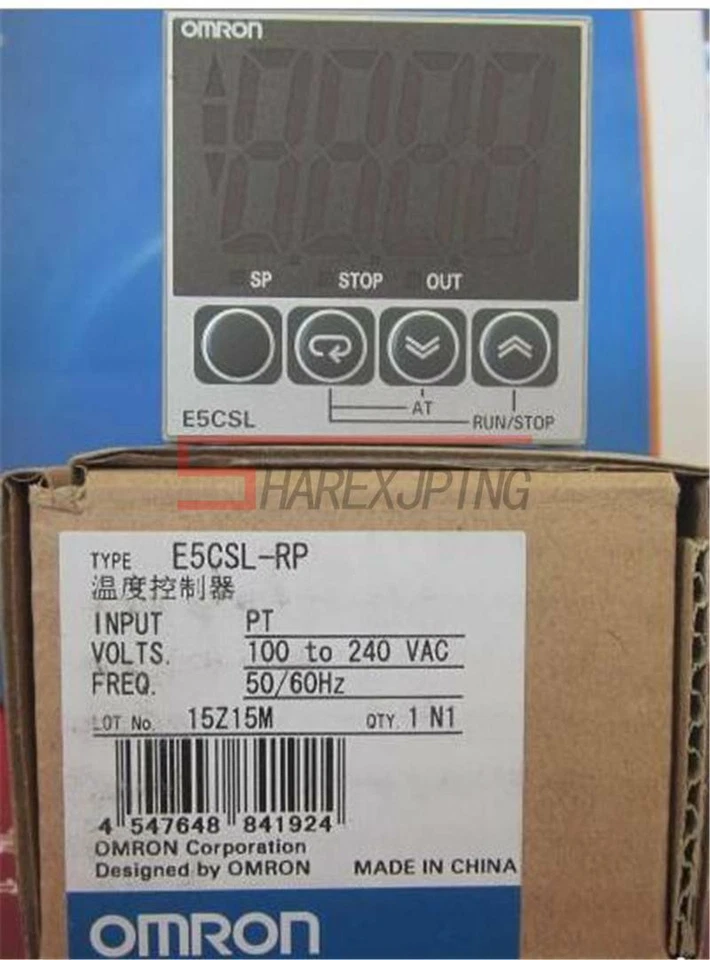 OMRON
SP STOP OUT
AT
E5CSL RUN/STOP
SHAREXJPING
TYPE E5CSL-RP
温度控制器
INPUT PT
VOLTS. 100 to 240 VAC
FREQ. 50/60Hz
LOT No. 15Z15M QTY. 1 N1
4 547648 841924
OMRON Corporation
Designed by OMRON MADE IN CHINA
OMRON